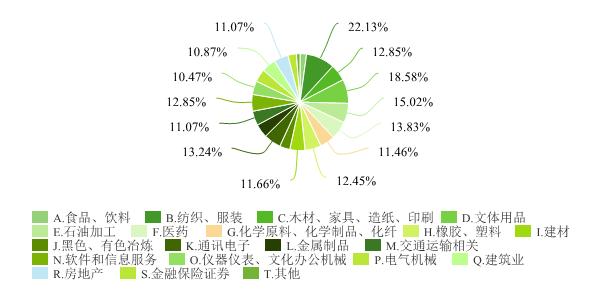 11.07%
22.13%
10.87%
12.85%
10.47%
18.58%
12.85%
15.02%
11.07%
13.83%
13.24%
11.46%
11.66%
12.45%
A.食品、饮料 B.纺织、服装 C.木材、家具、造纸、印刷 D.文体用品
E.石油加工 F.医药 G.化学原料、化学制品、化纤 H.橡胶、塑料 I.建材
J.黑色、有色冶炼 K.通讯电子 L.金属制品 M.交通运输相关
N.软件和信息服务 O.仪器仪表、文化办公机械 P.电气机械 Q.建筑业
R.房地产 S.金融保险证券 T.其他